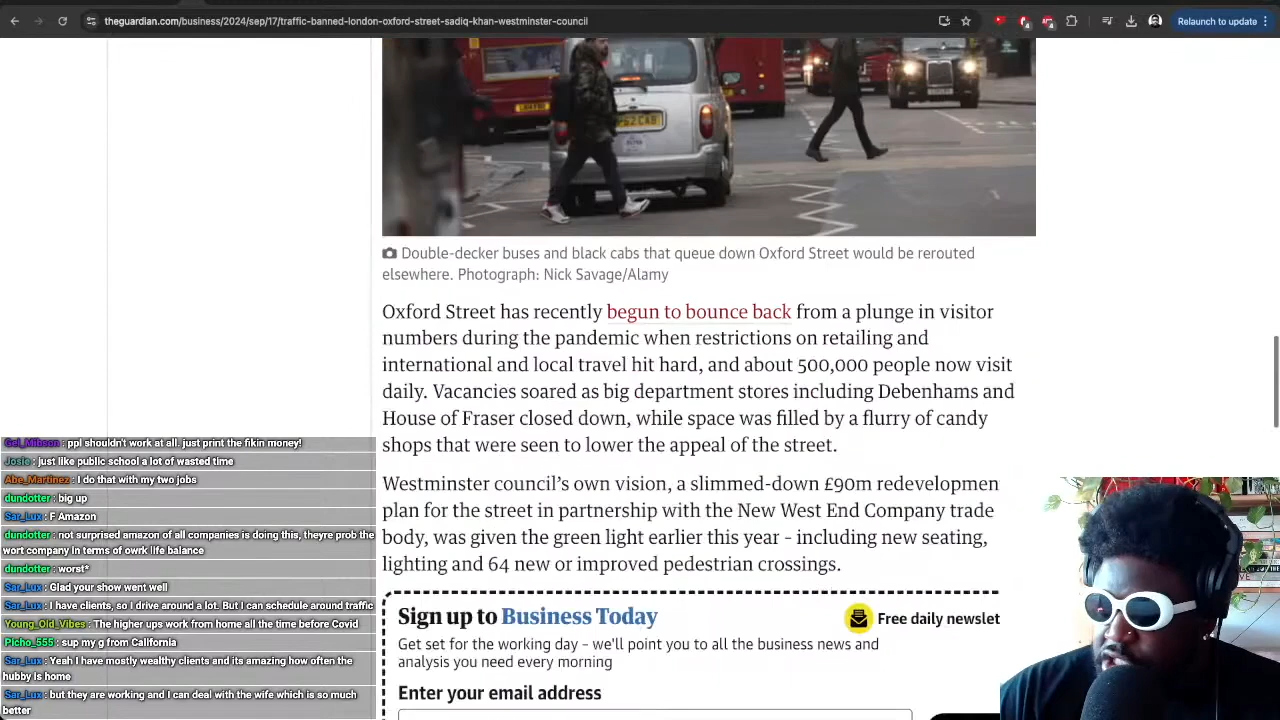 theguardian.com/business/2024/sep/17/traffic-banned-london-oxford-street-sadiq-khan-westminster-council
Relaunch to update
Double-decker buses and black cabs that queue down Oxford Street would be rerouted
elsewhere. Photograph: Nick Savage/Alamy
Oxford Street has recently begun to bounce back from a plunge in visitor
numbers during the pandemic when restrictions on retailing and
international and local travel hit hard, and about 500,000 people now visit
daily. Vacancies soared as big department stores including Debenhams and
House of Fraser closed down, while space was filled by a flurry of candy
shops that were seen to lower the appeal of the street.
Westminster council's own vision, a slimmed-down £90m redevelopmen
plan for the street in partnership with the New West End Company trade
body, was given the green light earlier this year – including new seating,
lighting and 64 new or improved pedestrian crossings.
Sign up to Business Today
Free daily newslet
Get set for the working day – we'll point you to all the business news and
analysis you need every morning
Enter your email address
Gel_Mibson : ppl shouldn't work at all. just print the fikin money!
Josie : just like public school a lot of wasted time
Abe_Martinez : I do that with my two jobs
dundotter : big up
Sar_Lux : F Amazon
dundotter : not surprised amazon of all companies is doing this, theyre prob the
wort company in terms of owrk life balance
dundotter : worst*
Sar_Lux : Glad your show went well
Sar_Lux : I have clients, so I drive around a lot. But I can schedule around traffic
Young_Old_Vibes : The higher ups work from home all the time before Covid
Picho_555 : sup my g from California
Sar_Lux : Yeah I have mostly wealthy clients and its amazing how often the
hubby is home
Sar_Lux : but they are working and I can deal with the wife which is so much
better